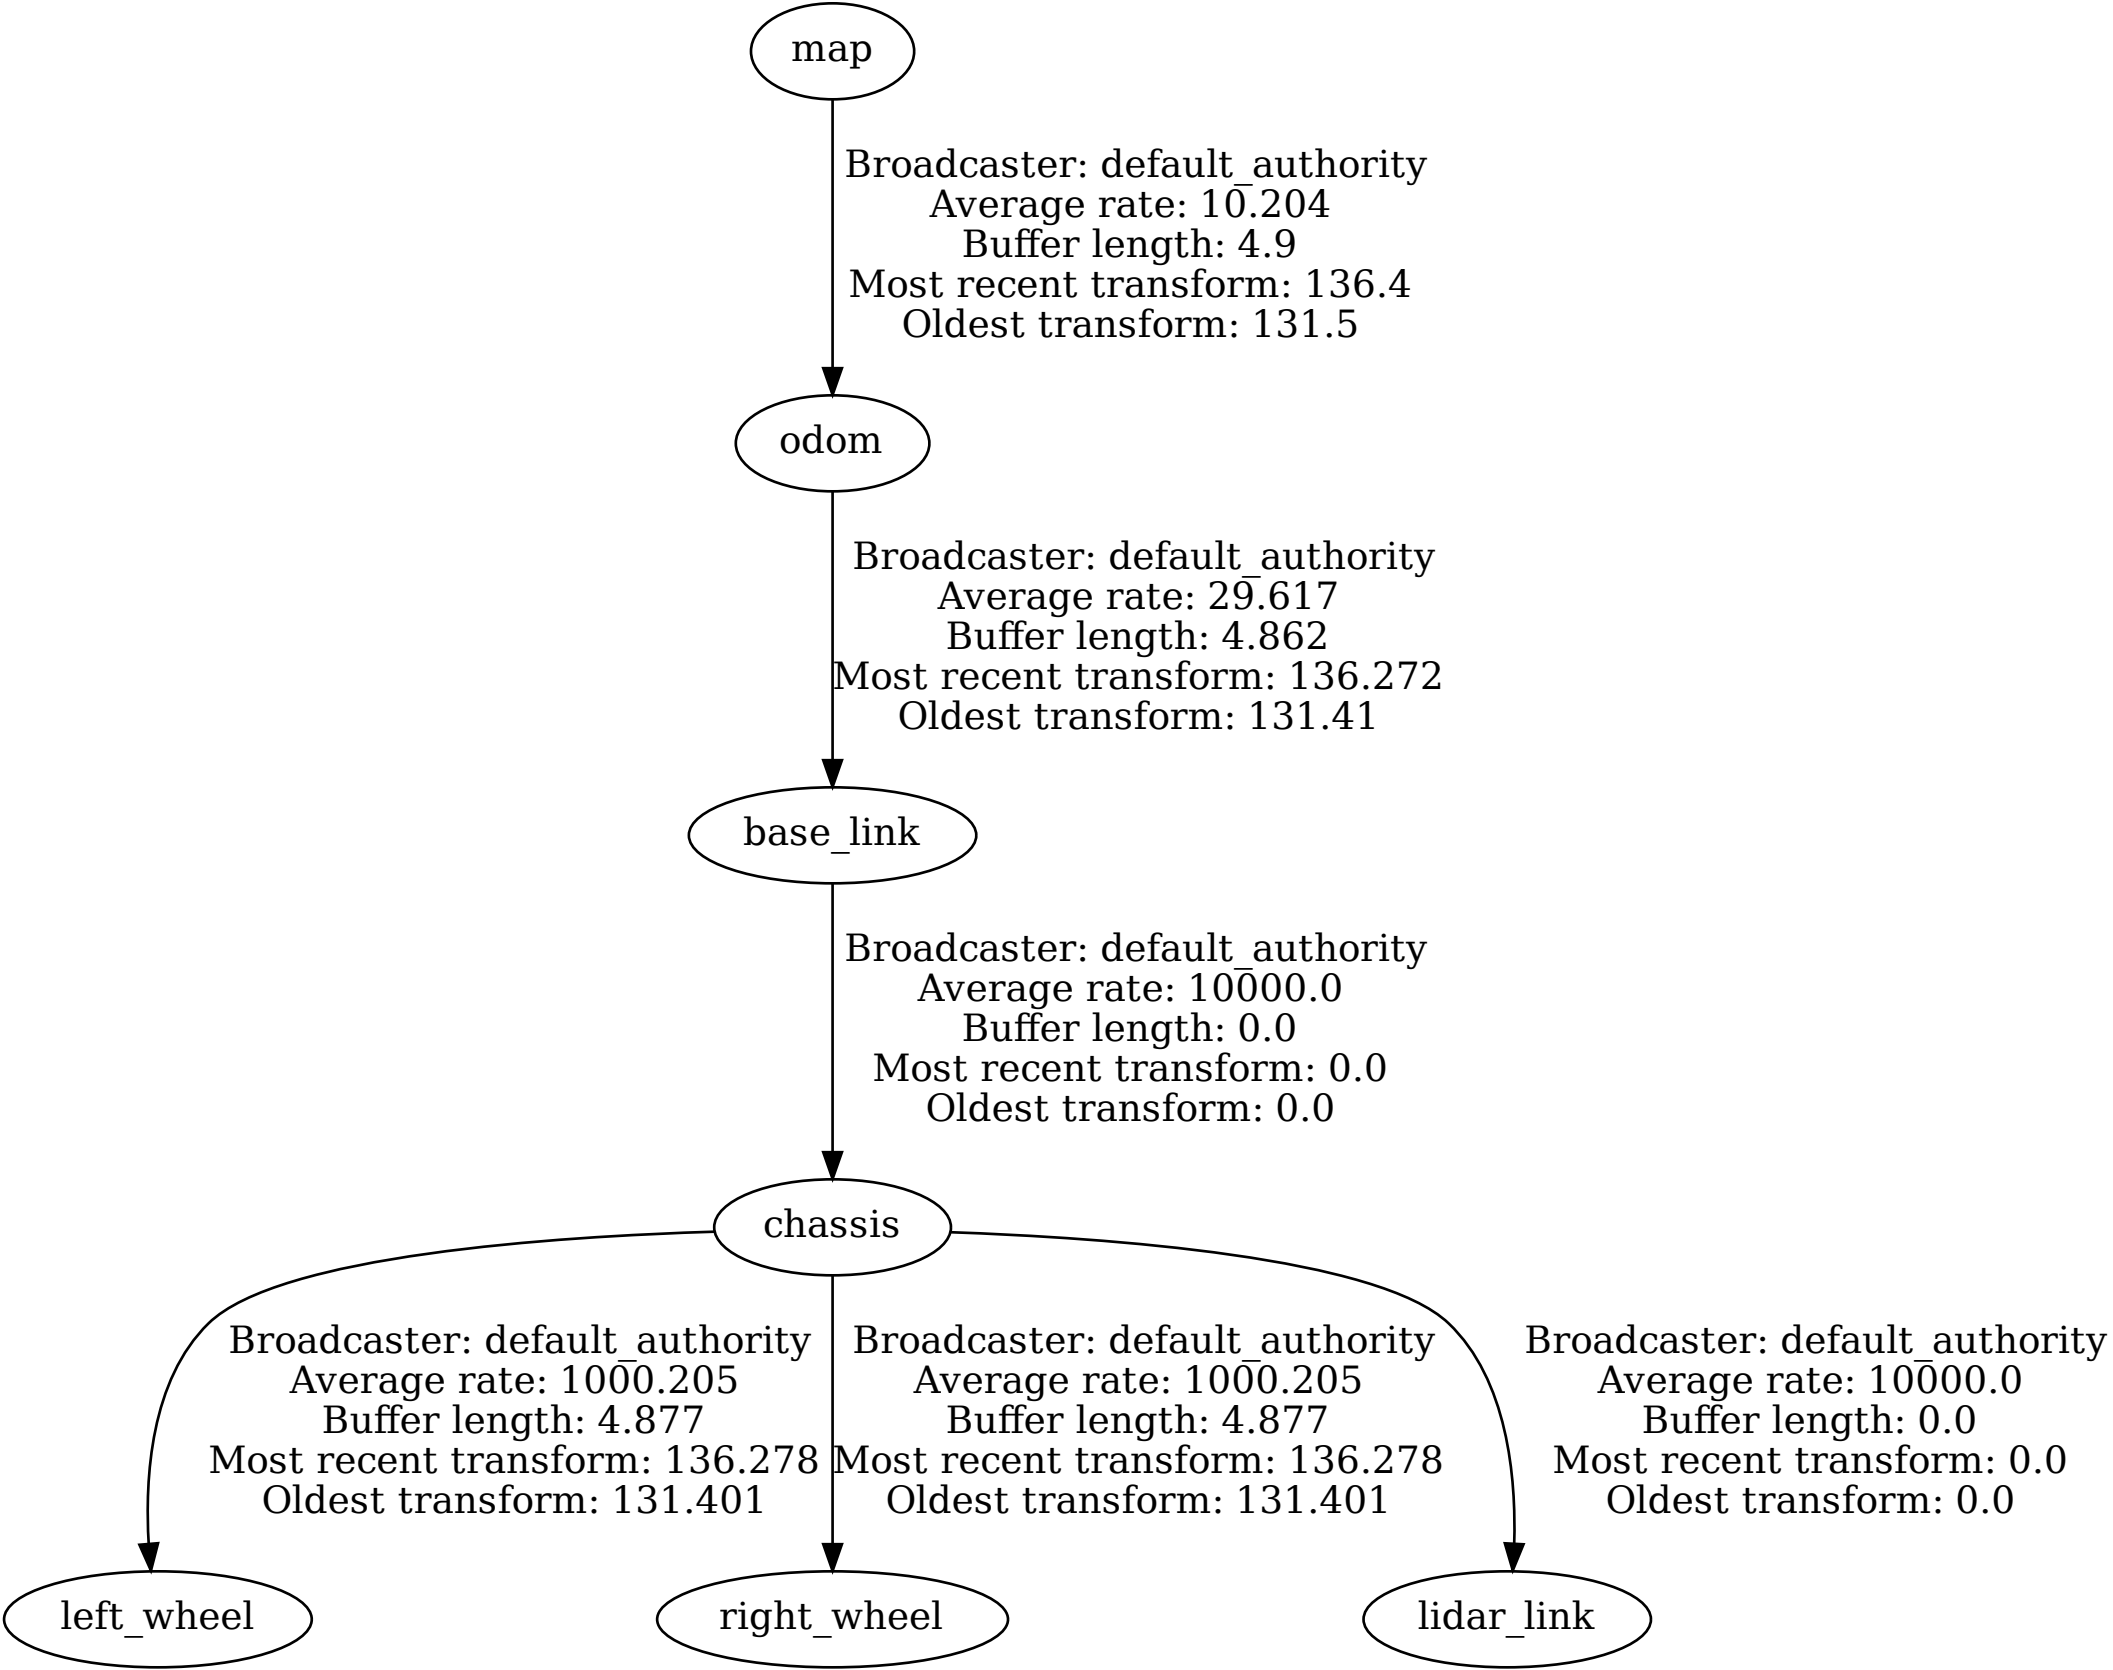 map
Broadcaster: default_authority
Average rate: 10.204
Buffer length: 4.9
Most recent transform: 136.4
Oldest transform: 131.5
odom
Broadcaster: default_authority
Average rate: 29.617
Buffer length: 4.862
Most recent transform: 136.272
Oldest transform: 131.41
base_link
Broadcaster: default_authority
Average rate: 10000.0
Buffer length: 0.0
Most recent transform: 0.0
Oldest transform: 0.0
chassis
Broadcaster: default_authority
Average rate: 1000.205
Buffer length: 4.877
Most recent transform: 136.278
Oldest transform: 131.401
Broadcaster: default_authority
Average rate: 1000.205
Buffer length: 4.877
Most recent transform: 136.278
Oldest transform: 131.401
Broadcaster: default_authority
Average rate: 10000.0
Buffer length: 0.0
Most recent transform: 0.0
Oldest transform: 0.0
left_wheel
right_wheel
lidar_link